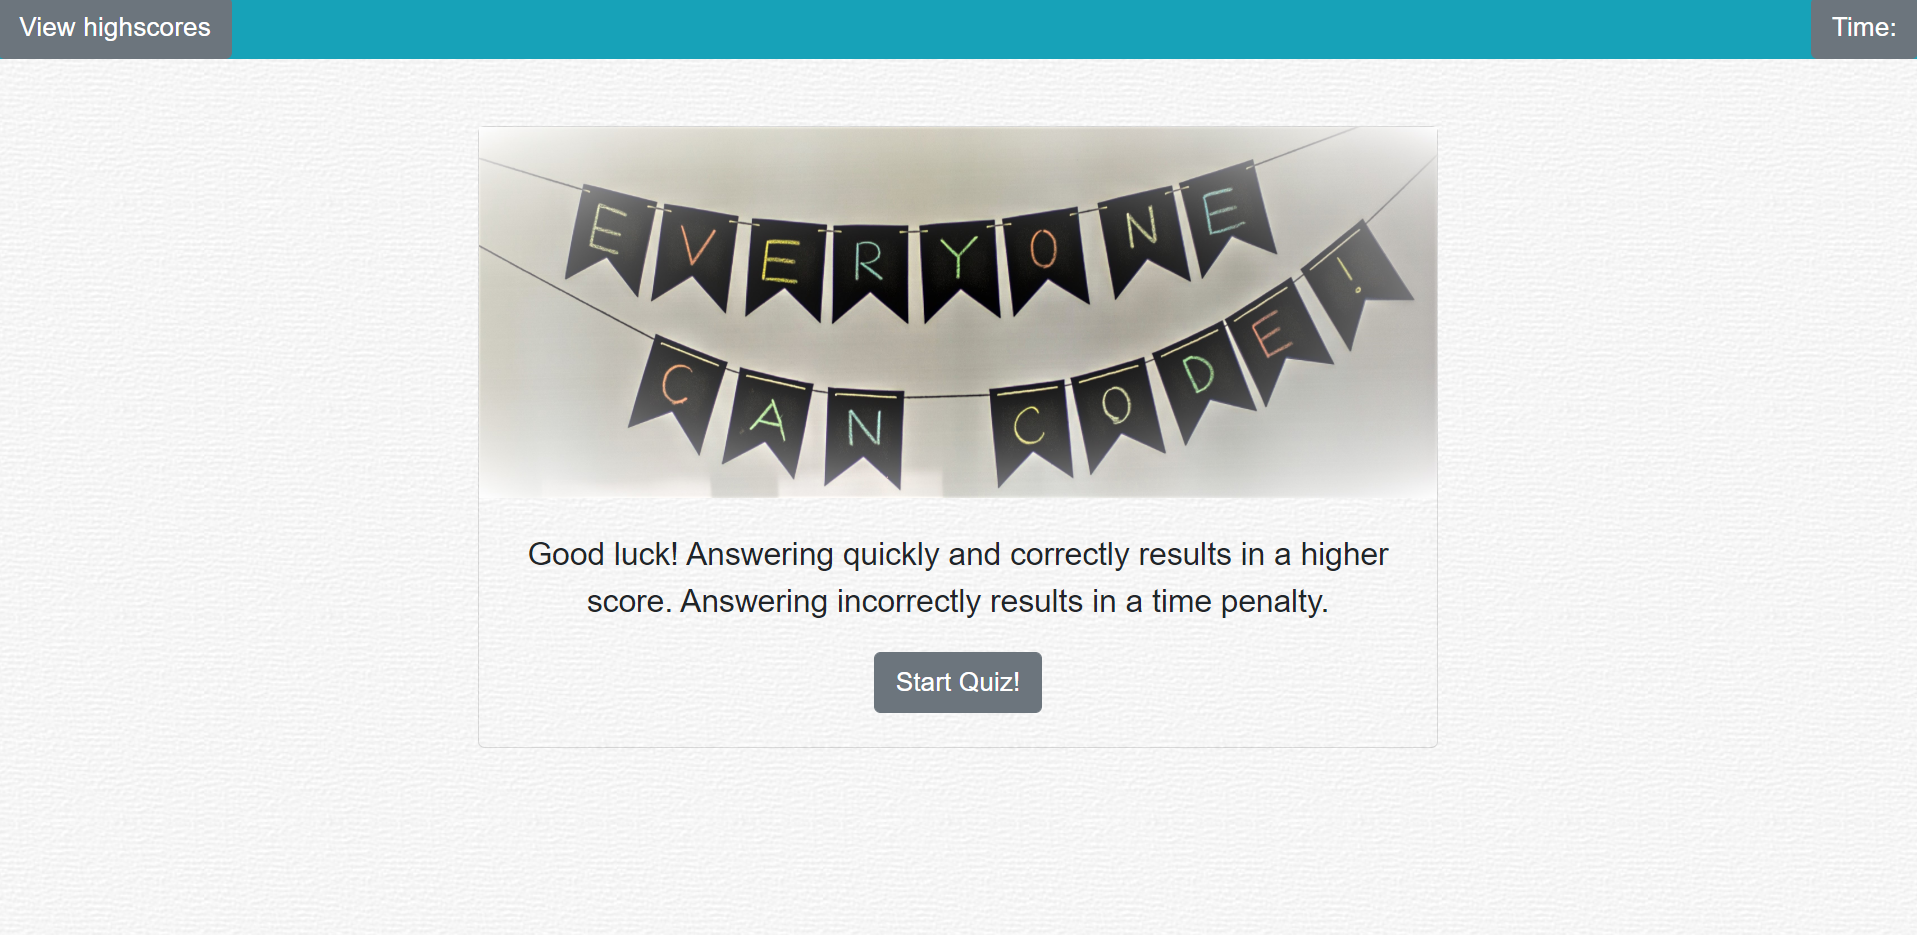 View highscores
Time:
EVERYONE
CAN CODE!
Good luck! Answering quickly and correctly results in a higher
score. Answering incorrectly results in a time penalty.
Start Quiz!